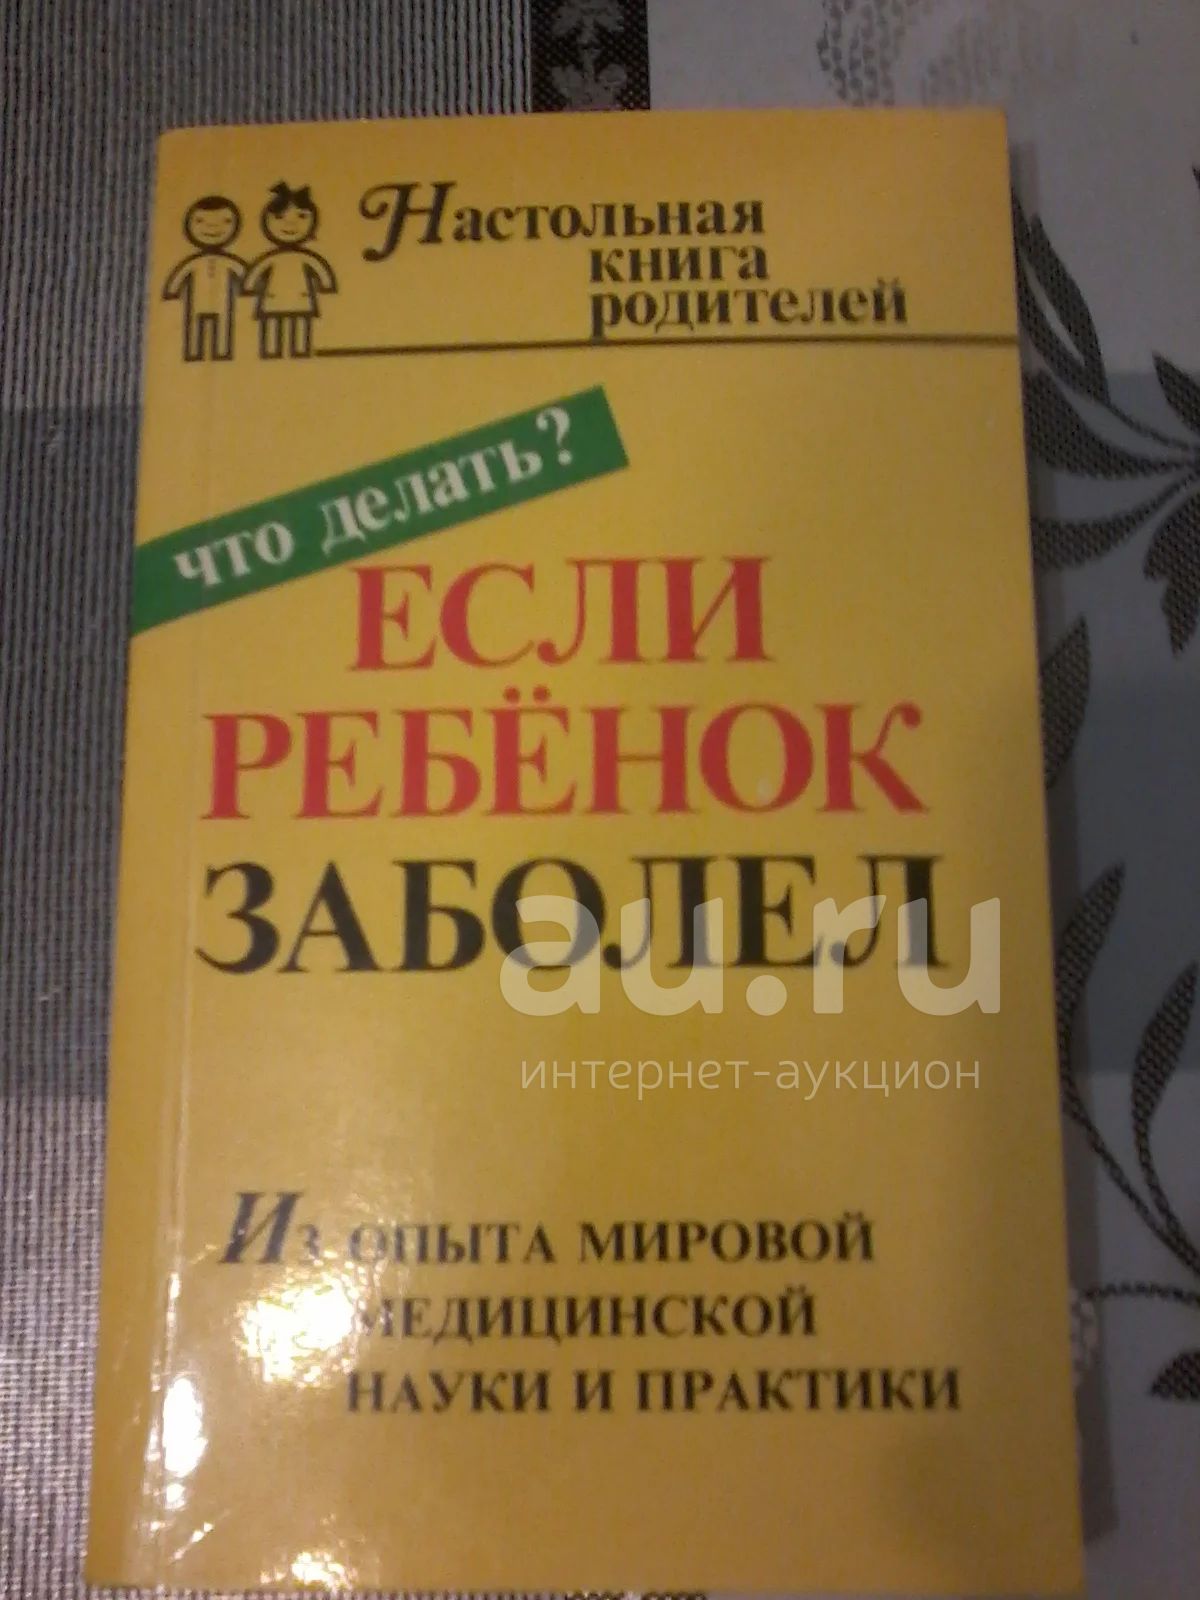 Настольная
книга
родителей
что делать?
ЕСЛИ
РЕБЁНОК
ЗАБОЛЕЛ
au.ru
интернет-аукцион
Из опыта мировой
медицинской
науки и практики